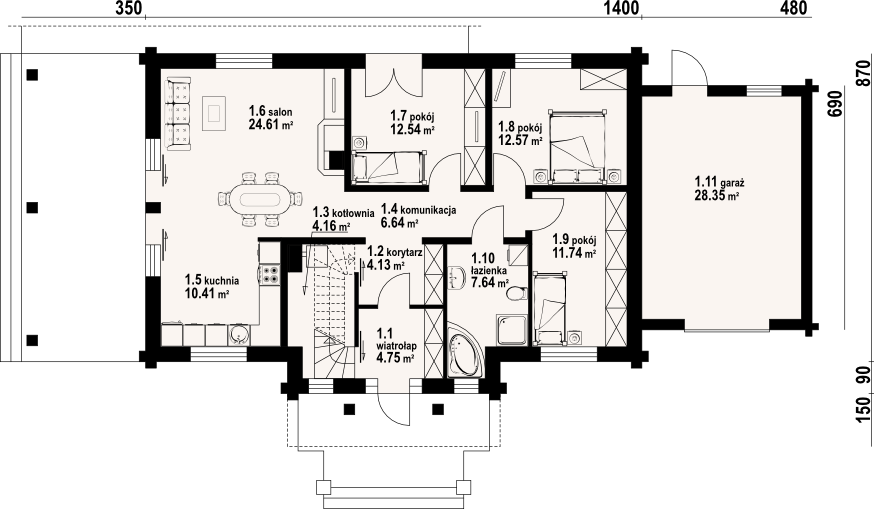 350
1400
480
870
690
1.6 salon
24.61 m²
1.7 pokój
12.54 m²
1.8 pokój
12.57 m²
1.11 garaż
28.35 m²
1.3 kotłownia
4.16 m²
1.4 komunikacja
6.64 m²
1.9 pokój
11.74 m²
1.2 korytarz
4.13 m²
1.10
łazienka
7.64 m²
1.5 kuchnia
10.41 m²
1.1
wiatrołap
4.75 m²
90
150